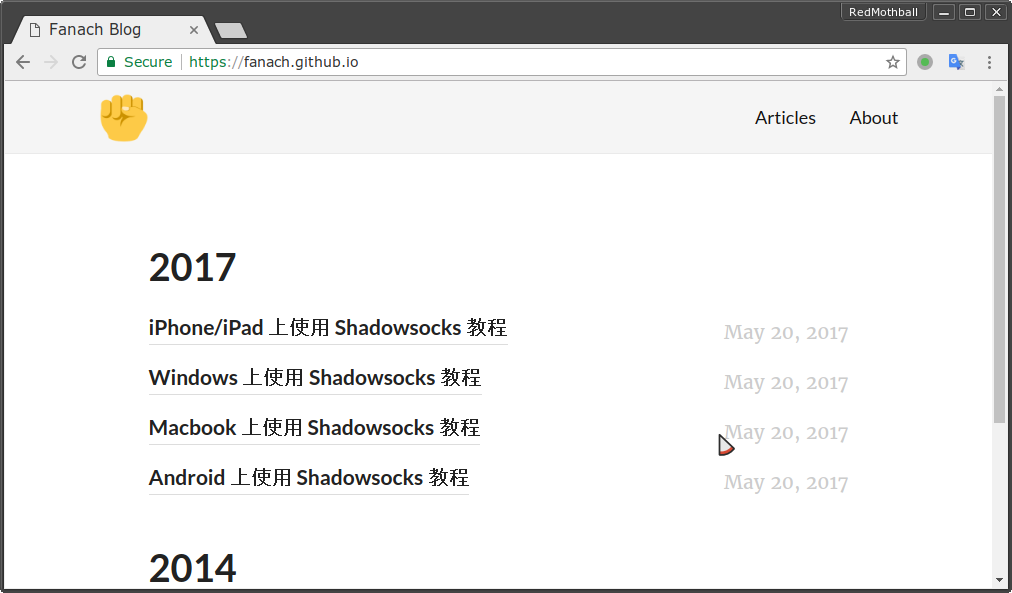 RedMothball
Fanach Blog
Secure https://fanach.github.io
Articles About
2017
iPhone/iPad 上使用 Shadowsocks 教程 May 20, 2017
Windows 上使用 Shadowsocks 教程 May 20, 2017
Macbook 上使用 Shadowsocks 教程 May 20, 2017
Android 上使用 Shadowsocks 教程 May 20, 2017
2014